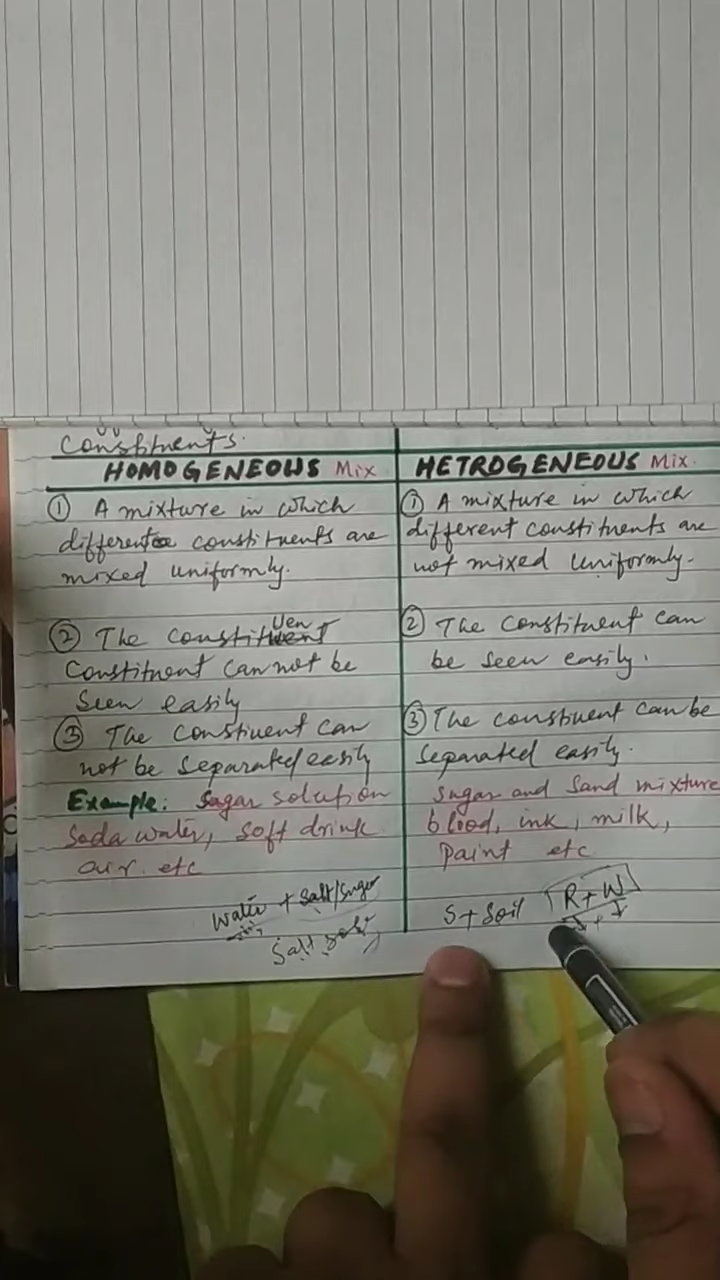 Constituents.
HOMOGENEOUS Mix
① A mixture in which
different constituents are
mixed uniformly.
② The constituent
constituent can not be
seen easily
③ The constiuent can
not be separated easily
Example: Sugar solution
Soda water, soft drink
air. etc
Water + Salt/Suger
Salt sol
HETROGENEOUS Mix.
① A mixture in which
different constituents are
not mixed uniformly.
② The constituent can
be seen easily.
③ The constiuent can be
separated easily.
Sugar and Sand mixture
blood, ink, milk,
Paint etc
S + Soil R + W